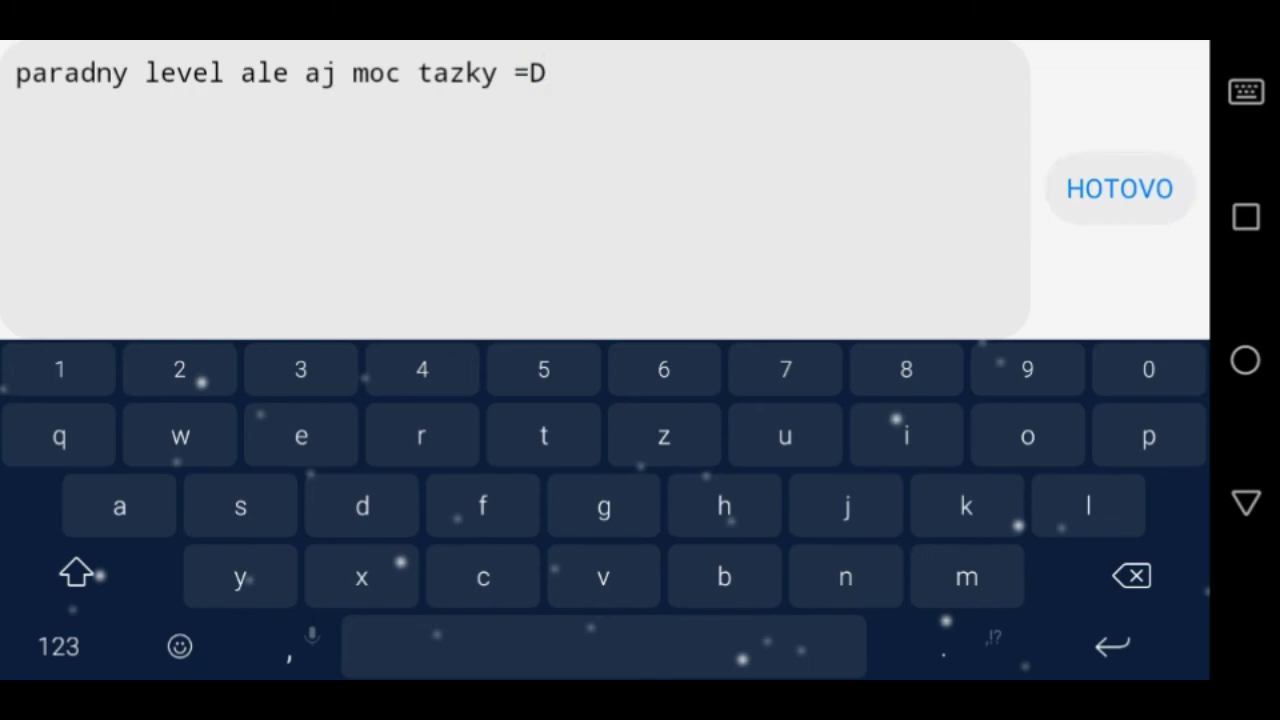 paradny level ale aj moc tazky =D
HOTOVO
1 2 3 4 5 6 7 8 9 0
q w e r t z u i o p
a s d f g h j k l
y x c v b n m
123 , . ,!?